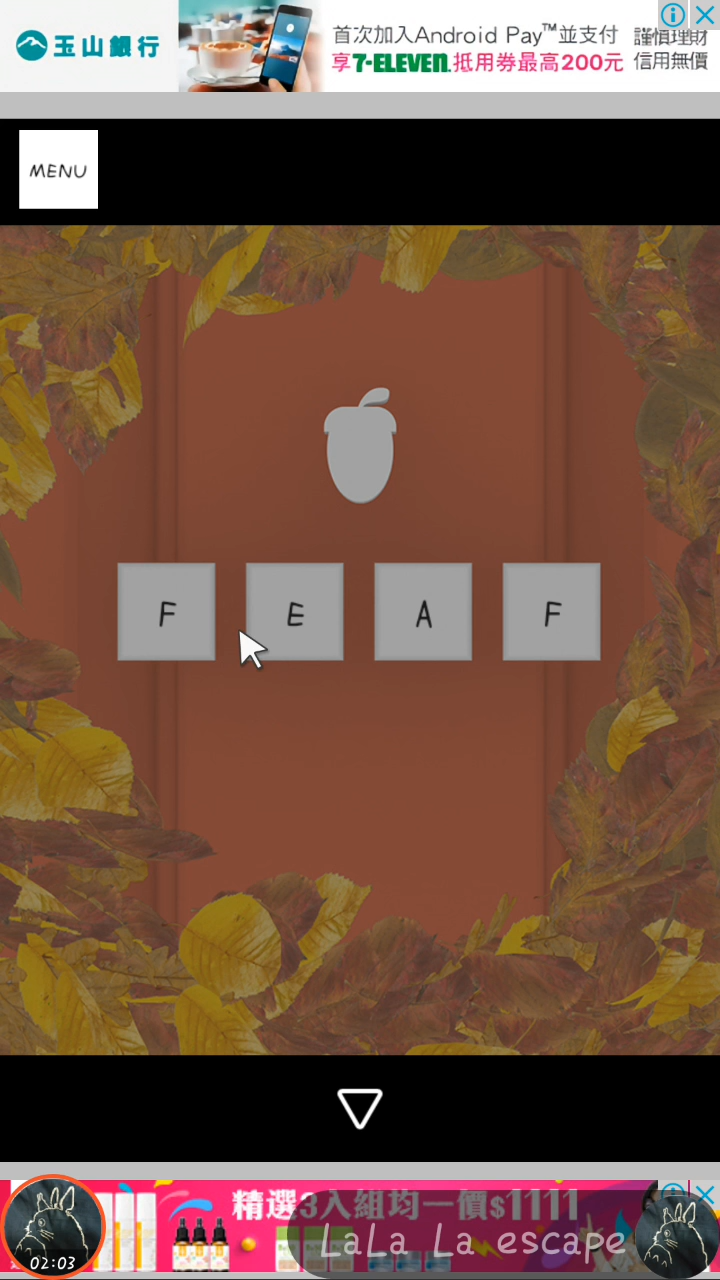 玉山銀行
首次加入Android Pay™並支付
享7-ELEVEN.抵用券最高200元
謹慎理財
信用無價
MENU
F E A F
精選3入組均一價$1111
LaLa La escape
02:03